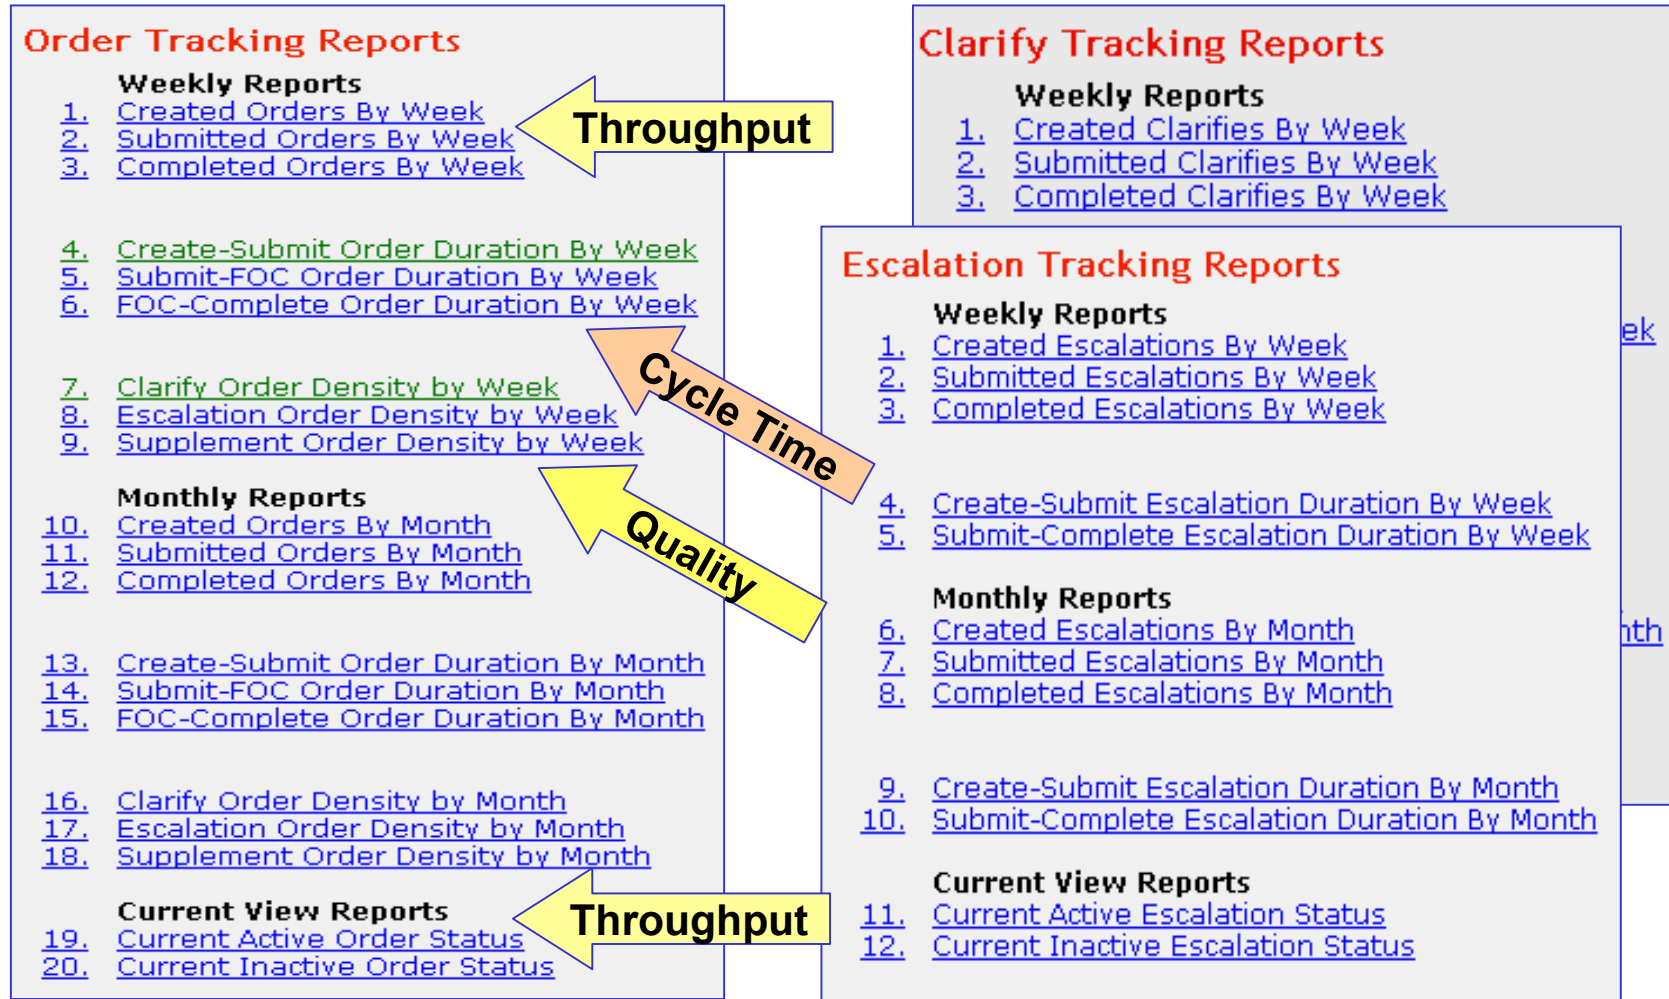 Order Tracking Reports
Weekly Reports
1. Created Orders By Week
2. Submitted Orders By Week
3. Completed Orders By Week
4. Create-Submit Order Duration By Week
5. Submit-FOC Order Duration By Week
6. FOC-Complete Order Duration By Week
7. Clarify Order Density by Week
8. Escalation Order Density by Week
9. Supplement Order Density by Week
Monthly Reports
10. Created Orders By Month
11. Submitted Orders By Month
12. Completed Orders By Month
13. Create-Submit Order Duration By Month
14. Submit-FOC Order Duration By Month
15. FOC-Complete Order Duration By Month
16. Clarify Order Density by Month
17. Escalation Order Density by Month
18. Supplement Order Density by Month
Current View Reports
19. Current Active Order Status
20. Current Inactive Order Status
Throughput
Cycle Time
Quality
Throughput
Clarify Tracking Reports
Weekly Reports
1. Created Clarifies By Week
2. Submitted Clarifies By Week
3. Completed Clarifies By Week
ek
Escalation Tracking Reports
Weekly Reports
1. Created Escalations By Week
2. Submitted Escalations By Week
3. Completed Escalations By Week
4. Create-Submit Escalation Duration By Week
5. Submit-Complete Escalation Duration By Week
Monthly Reports
6. Created Escalations By Month
7. Submitted Escalations By Month
8. Completed Escalations By Month
9. Create-Submit Escalation Duration By Month
10. Submit-Complete Escalation Duration By Month
Current View Reports
11. Current Active Escalation Status
12. Current Inactive Escalation Status